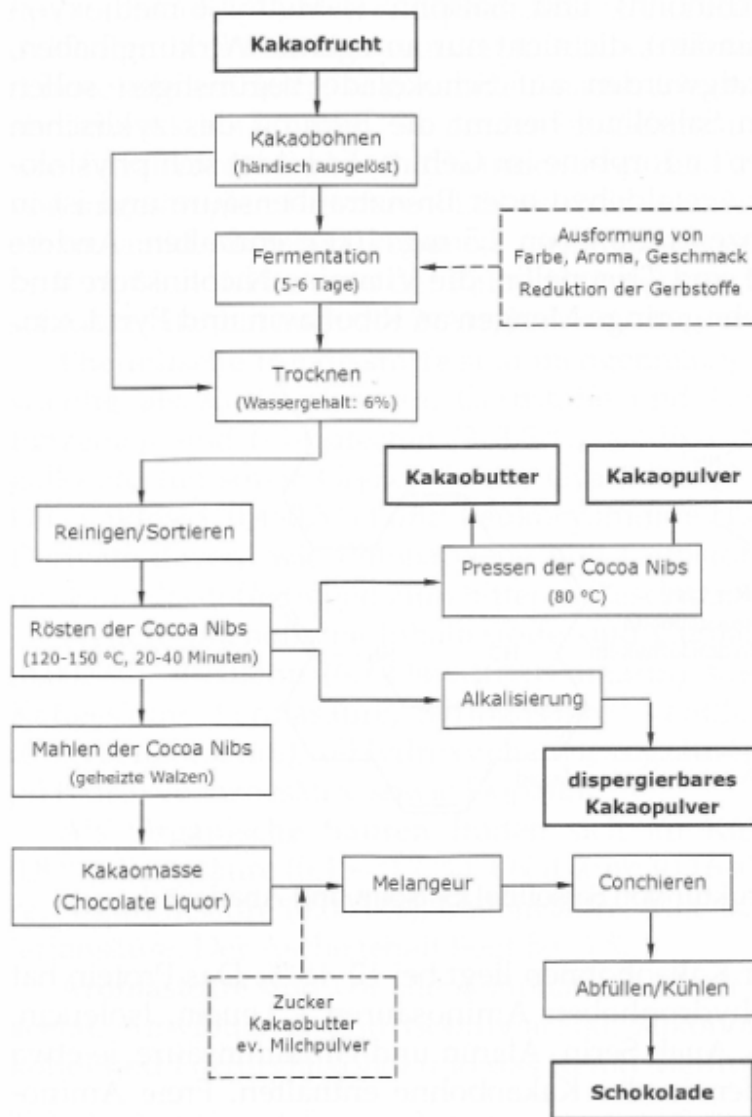 Kakaofrucht
Kakaobohnen
(händisch ausgelöst)
Fermentation
(5-6 Tage)
Ausformung von
Farbe, Aroma, Geschmack
Reduktion der Gerbstoffe
Trocknen
(Wassergehalt: 6%)
Kakaobutter
Kakaopulver
Reinigen/Sortieren
Pressen der Cocoa Nibs
(80 °C)
Rösten der Cocoa Nibs
(120-150 °C, 20-40 Minuten)
Alkalisierung
Mahlen der Cocoa Nibs
(geheizte Walzen)
dispergierbares
Kakaopulver
Kakaomasse
(Chocolate Liquor)
Melangeur
Conchieren
Zucker
Kakaobutter
ev. Milchpulver
Abfüllen/Kühlen
Schokolade